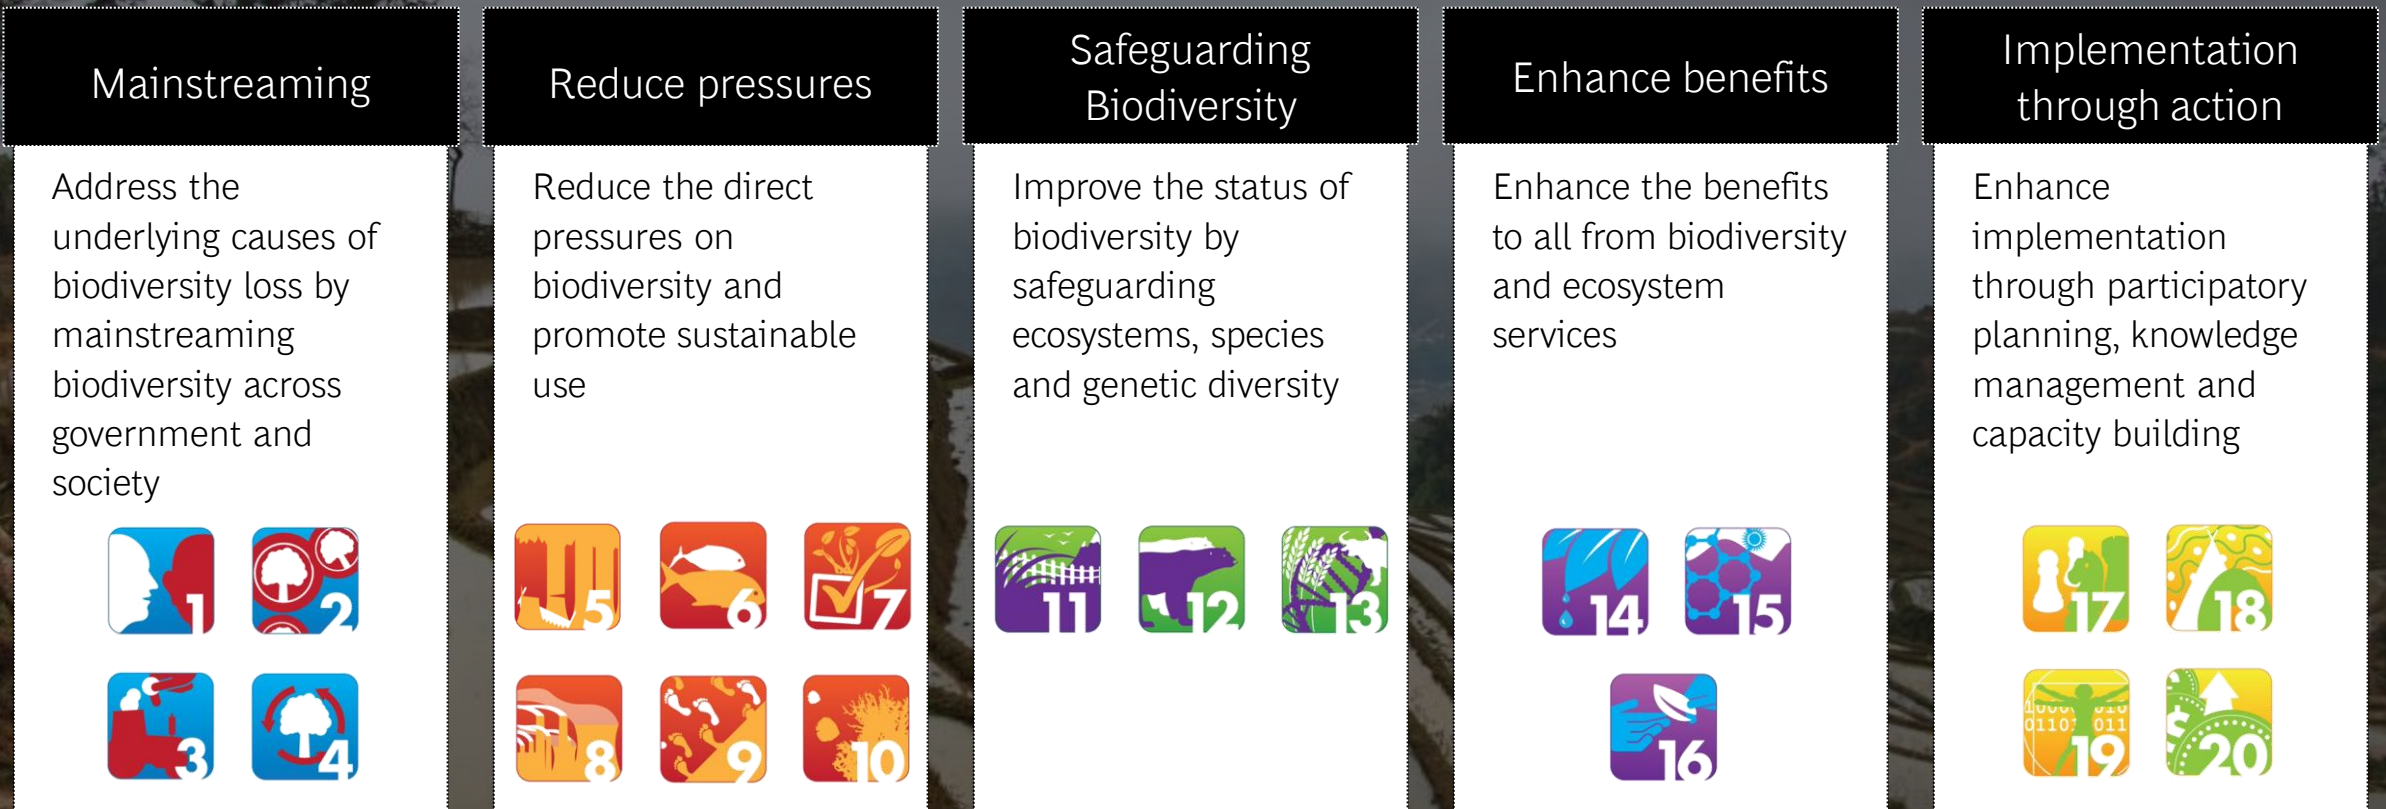 Mainstreaming
Address the
underlying causes of
biodiversity loss by
mainstreaming
biodiversity across
government and
society
1
2
3
4
Reduce pressures
Reduce the direct
pressures on
biodiversity and
promote sustainable
use
5
6
7
8
9
10
Safeguarding
Biodiversity
Improve the status of
biodiversity by
safeguarding
ecosystems, species
and genetic diversity
11
12
13
Enhance benefits
Enhance the benefits
to all from biodiversity
and ecosystem
services
14
15
16
Implementation
through action
Enhance
implementation
through participatory
planning, knowledge
management and
capacity building
17
18
19
20